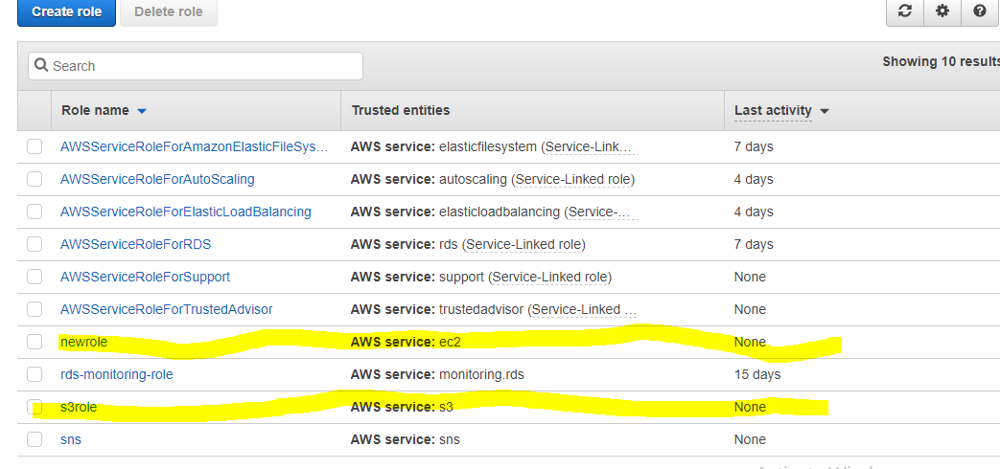 Create role Delete role
Search
Showing 10 results
Role name Trusted entities Last activity
AWSServiceRoleForAmazonElasticFileSys... AWS service: elasticfilesystem (Service-Link... 7 days
AWSServiceRoleForAutoScaling AWS service: autoscaling (Service-Linked role) 4 days
AWSServiceRoleForElasticLoadBalancing AWS service: elasticloadbalancing (Service-... 4 days
AWSServiceRoleForRDS AWS service: rds (Service-Linked role) 7 days
AWSServiceRoleForSupport AWS service: support (Service-Linked role) None
AWSServiceRoleForTrustedAdvisor AWS service: trustedadvisor (Service-Linked ... None
newrole AWS service: ec2 None
rds-monitoring-role AWS service: monitoring.rds 15 days
s3role AWS service: s3 None
sns AWS service: sns None